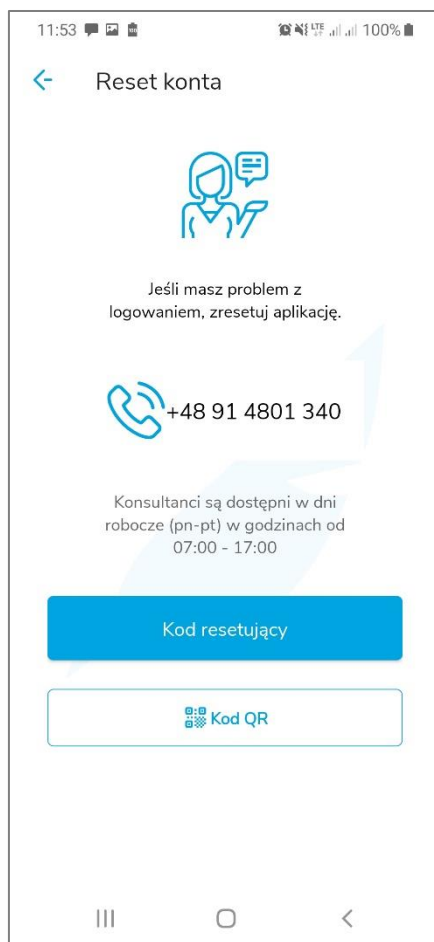 11:53 LTE 100%
Reset konta
Jeśli masz problem z
logowaniem, zresetuj aplikację.
+48 91 4801 340
Konsultanci są dostępni w dni
robocze (pn-pt) w godzinach od
07:00 - 17:00
Kod resetujący
Kod QR